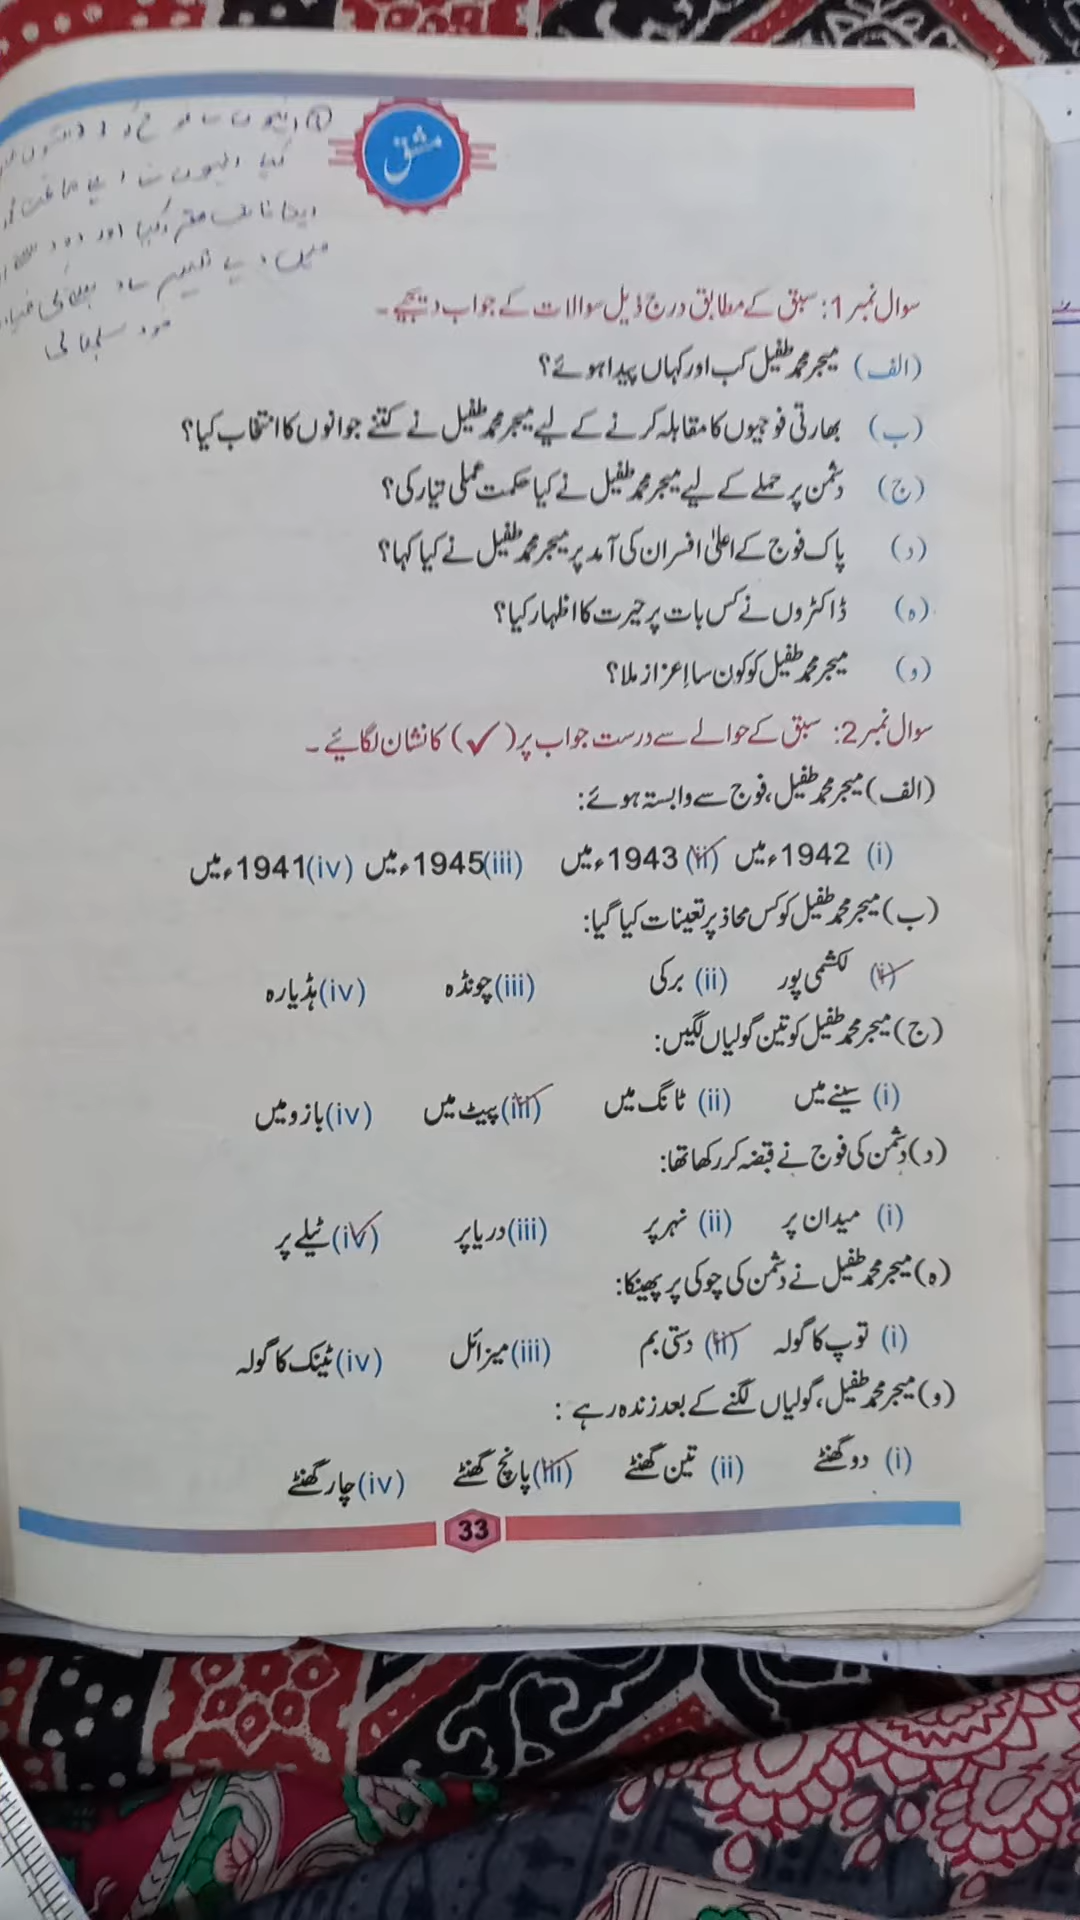 مشق
سوال نمبر 1: سبق کے مطابق درج ذیل سوالات کے جواب دیجیے۔
(الف) میجر محمد طفیل کب اور کہاں پیدا ہوئے؟
(ب) بھارتی فوجیوں کا مقابلہ کرنے کے لیے میجر محمد طفیل نے کتنے جوانوں کا انتخاب کیا؟
(ج) دشمن پر حملے کے لیے میجر محمد طفیل نے کیا حکمت عملی تیار کی؟
(د) پاک فوج کے اعلیٰ افسران کی آمد پر میجر محمد طفیل نے کیا کہا؟
(ہ) ڈاکٹروں نے کس بات پر حیرت کا اظہار کیا؟
(و) میجر محمد طفیل کو کون سا اعزاز ملا؟
سوال نمبر 2: سبق کے حوالے سے درست جواب پر (✓) کا نشان لگائیے۔
(الف) میجر محمد طفیل، فوج سے وابستہ ہوئے:
(i) 1942ء میں (ii) 1943ء میں (iii) 1945ء میں (iv) 1941ء میں
(ب) میجر محمد طفیل کو کس محاذ پر تعینات کیا گیا:
(i) لکشمی پور (ii) برکی (iii) چونڈہ (iv) ہڈیارہ
(ج) میجر محمد طفیل کو تین گولیاں لگیں:
(i) سینے میں (ii) ٹانگ میں (iii) پیٹ میں (iv) بازو میں
(د) دشمن کی فوج نے قبضہ کر رکھا تھا:
(i) میدان پر (ii) نہر پر (iii) دریا پر (iv) ٹیلے پر
(ہ) میجر محمد طفیل نے دشمن کی چوکی پر پھینکا:
(i) توپ کا گولہ (ii) دستی بم (iii) میزائل (iv) ٹینک کا گولہ
(و) میجر محمد طفیل، گولیاں لگنے کے بعد زندہ رہے :
(i) دو گھنٹے (ii) تین گھنٹے (iii) پانچ گھنٹے (iv) چار گھنٹے
33